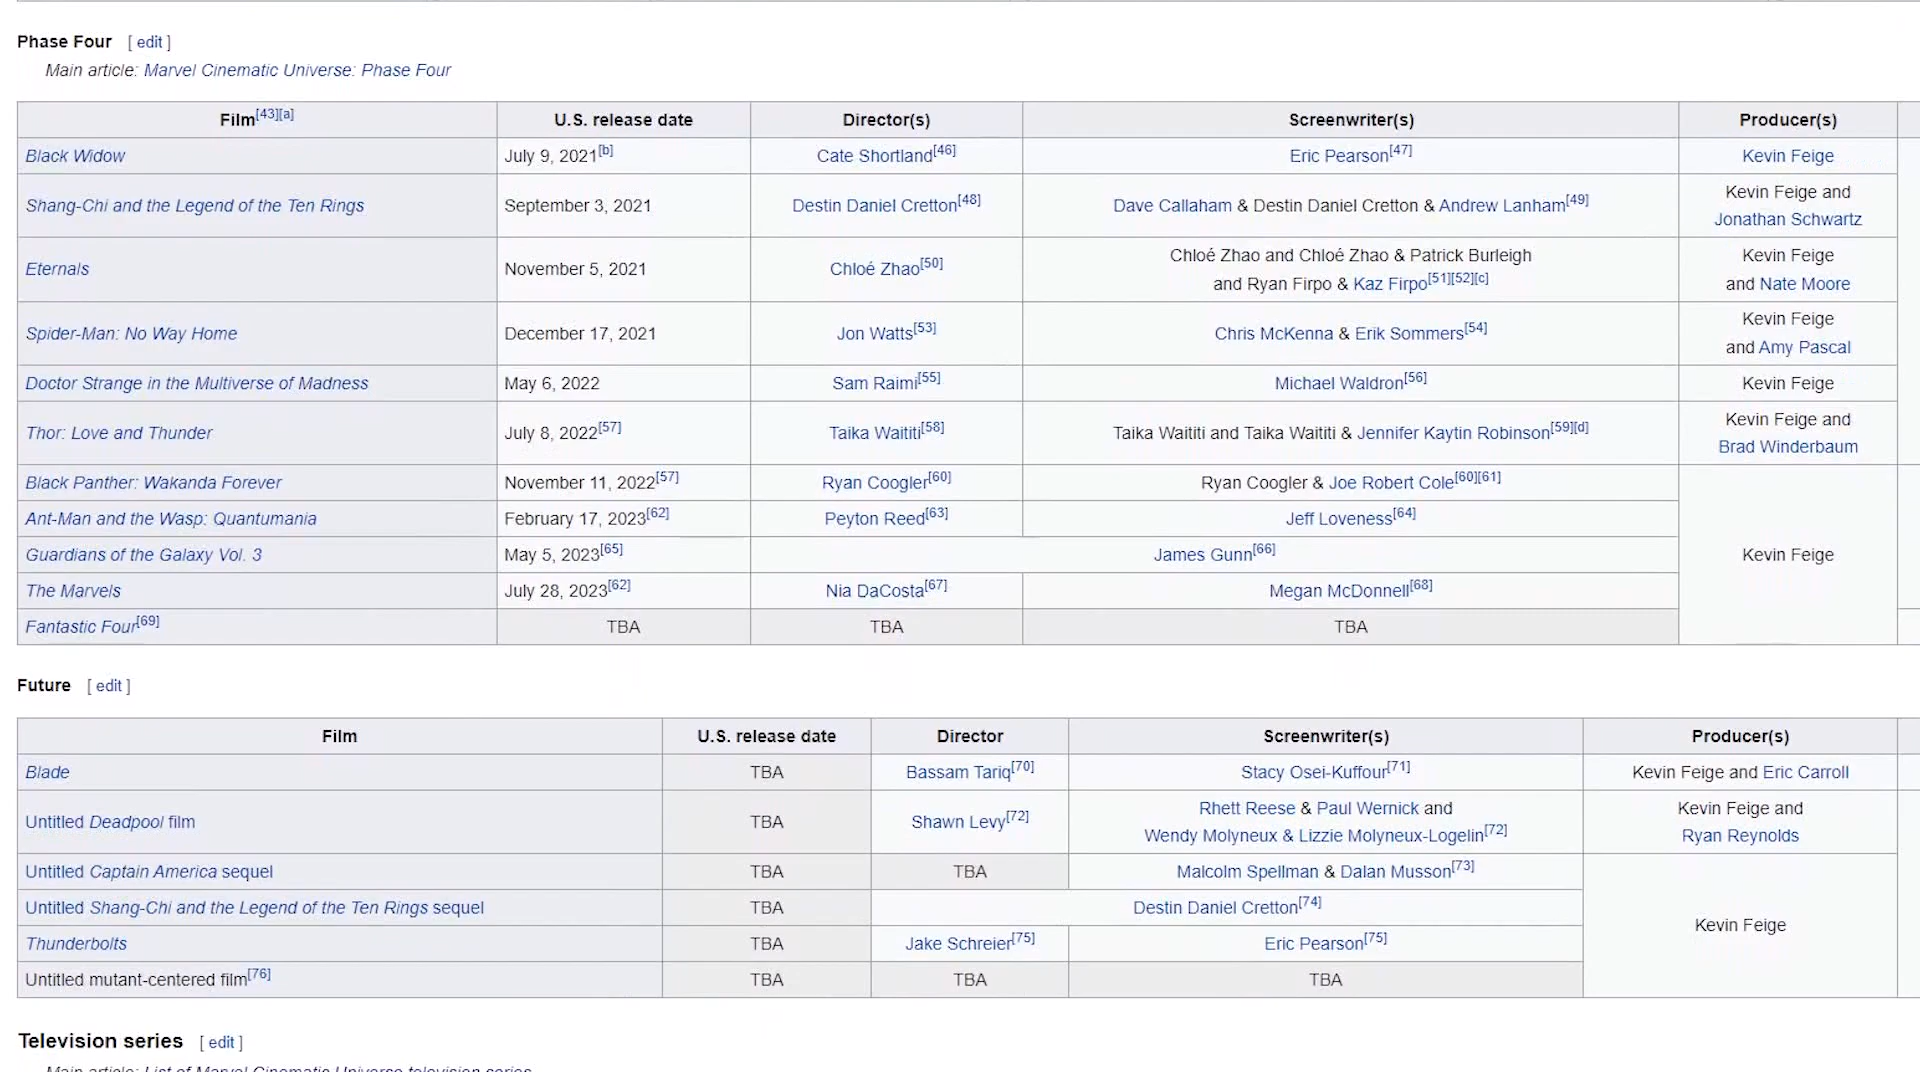 Phase Four [ edit ]
Main article: Marvel Cinematic Universe: Phase Four
Film[43][a] U.S. release date Director(s) Screenwriter(s) Producer(s)
Black Widow July 9, 2021[b] Cate Shortland[46] Eric Pearson[47] Kevin Feige
Shang-Chi and the Legend of the Ten Rings September 3, 2021 Destin Daniel Cretton[48] Dave Callaham & Destin Daniel Cretton & Andrew Lanham[49] Kevin Feige and
Jonathan Schwartz
Eternals November 5, 2021 Chloé Zhao[50] Chloé Zhao and Chloé Zhao & Patrick Burleigh
and Ryan Firpo & Kaz Firpo[51][52][c] Kevin Feige
and Nate Moore
Spider-Man: No Way Home December 17, 2021 Jon Watts[53] Chris McKenna & Erik Sommers[54] Kevin Feige
and Amy Pascal
Doctor Strange in the Multiverse of Madness May 6, 2022 Sam Raimi[55] Michael Waldron[56] Kevin Feige
Thor: Love and Thunder July 8, 2022[57] Taika Waititi[58] Taika Waititi and Taika Waititi & Jennifer Kaytin Robinson[59][d] Kevin Feige and
Brad Winderbaum
Black Panther: Wakanda Forever November 11, 2022[57] Ryan Coogler[60] Ryan Coogler & Joe Robert Cole[60][61]
Ant-Man and the Wasp: Quantumania February 17, 2023[62] Peyton Reed[63] Jeff Loveness[64]
Guardians of the Galaxy Vol. 3 May 5, 2023[65] James Gunn[66] Kevin Feige
The Marvels July 28, 2023[62] Nia DaCosta[67] Megan McDonnell[68]
Fantastic Four[69] TBA TBA TBA
Future [ edit ]
Film U.S. release date Director Screenwriter(s) Producer(s)
Blade TBA Bassam Tariq[70] Stacy Osei-Kuffour[71] Kevin Feige and Eric Carroll
Untitled Deadpool film TBA Shawn Levy[72] Rhett Reese & Paul Wernick and
Wendy Molyneux & Lizzie Molyneux-Logelin[72] Kevin Feige and
Ryan Reynolds
Untitled Captain America sequel TBA TBA Malcolm Spellman & Dalan Musson[73]
Untitled Shang-Chi and the Legend of the Ten Rings sequel TBA Destin Daniel Cretton[74]
Kevin Feige
Thunderbolts TBA Jake Schreier[75] Eric Pearson[75]
Untitled mutant-centered film[76] TBA TBA TBA
Television series [ edit ]
Main article: List of Marvel Cinematic Universe television series